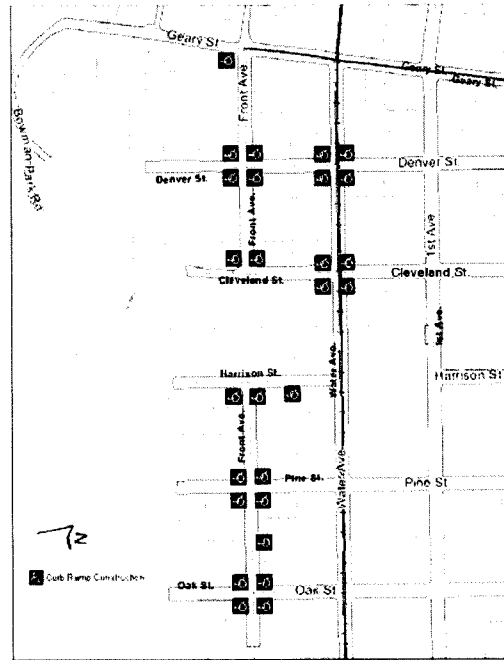 Geary St
Geary St.
Geary St.
Front Ave
Bowman Park Rd
Denver St.
Denver St
Front Ave.
1st Ave
Cleveland St.
Cleveland St.
1st Ave.
Water Ave.
Harrison St.
Harrison St
Front Ave.
Pine St.
Pine St
Water Ave
N
Curb Ramp Construction
Oak St.
Oak St